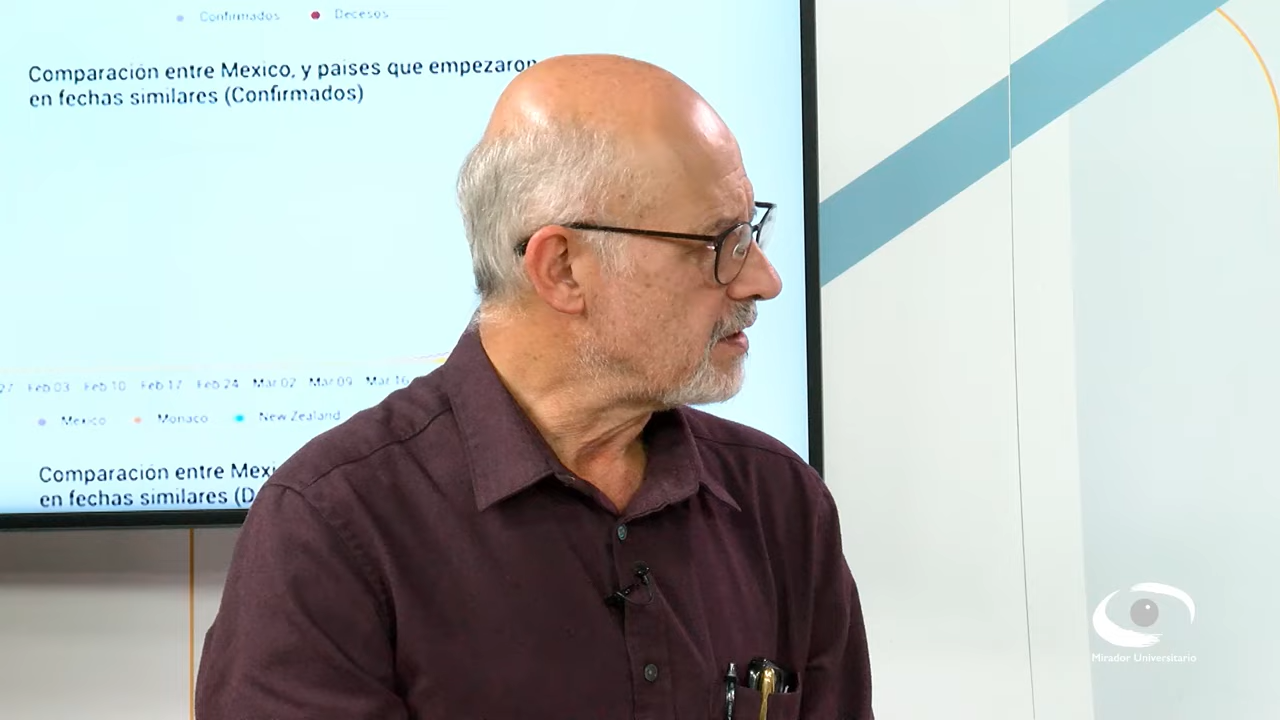 Confirmados Decesos
Comparación entre Mexico, y paises que empezaron
en fechas similares (Confirmados)
27 Feb 03 Feb 10 Feb 17 Feb 24 Mar 02 Mar 09 Mar 16
Mexico Monaco New Zealand
Comparación entre Mexi
en fechas similares (D
Mirador Universitario